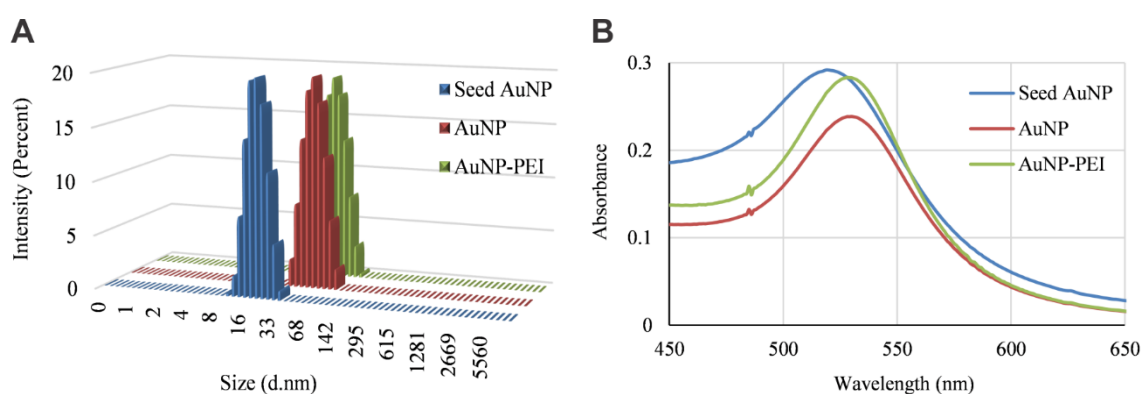 A
Intensity (Percent)
20
15
10
5
0
Seed AuNP
AuNP
AuNP-PEI
0
1
2
4
8
16
33
68
142
295
615
1281
2669
5560
Size (d.nm)
B
Absorbance
0.3
0.2
0.1
0
Seed AuNP
AuNP
AuNP-PEI
450
500
550
600
650
Wavelength (nm)